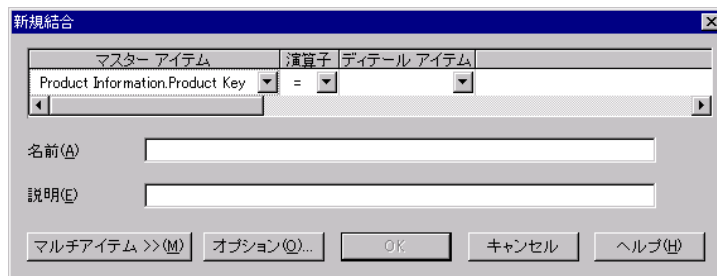 新規結合
マスター アイテム 演算子 ディテール アイテム
Product Information.Product Key =
名前(A)
説明(E)
マルチアイテム >>(M) オプション(O)... OK キャンセル ヘルプ(H)